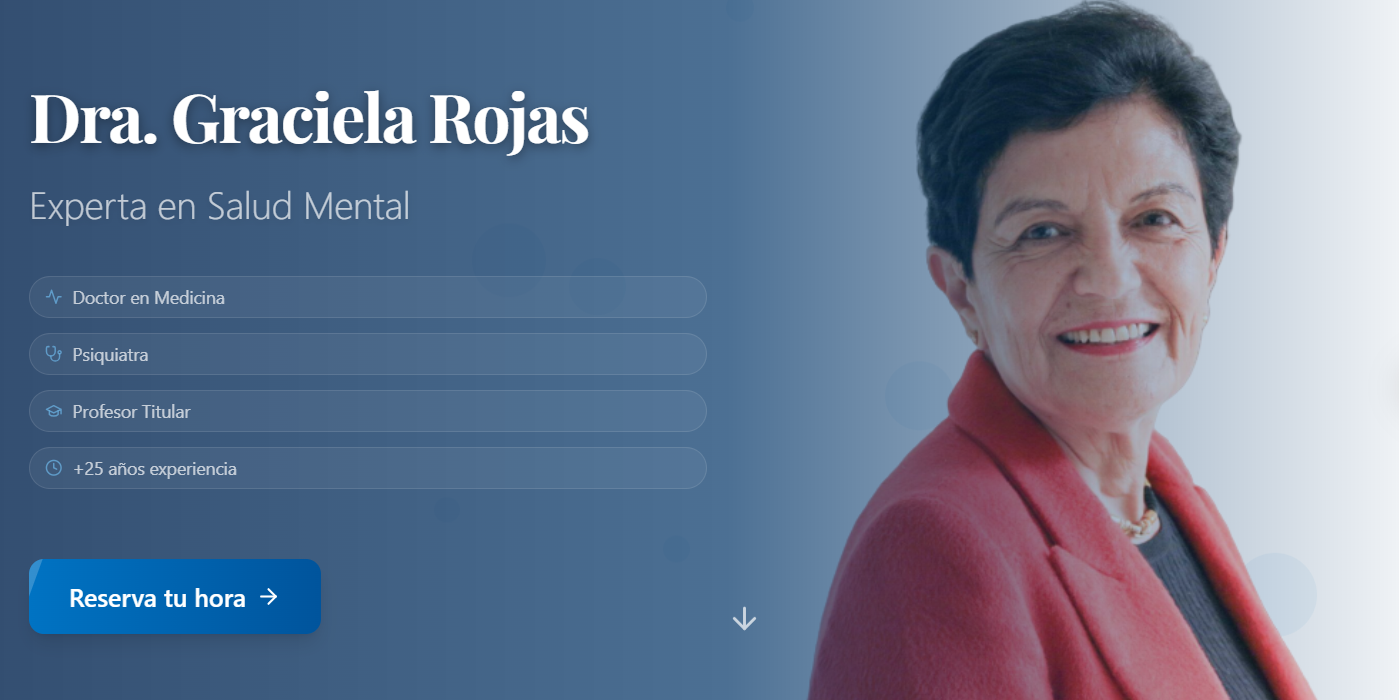 Dra. Graciela Rojas
Experta en Salud Mental
Doctor en Medicina
Psiquiatra
Profesor Titular
+25 años experiencia
Reserva tu hora